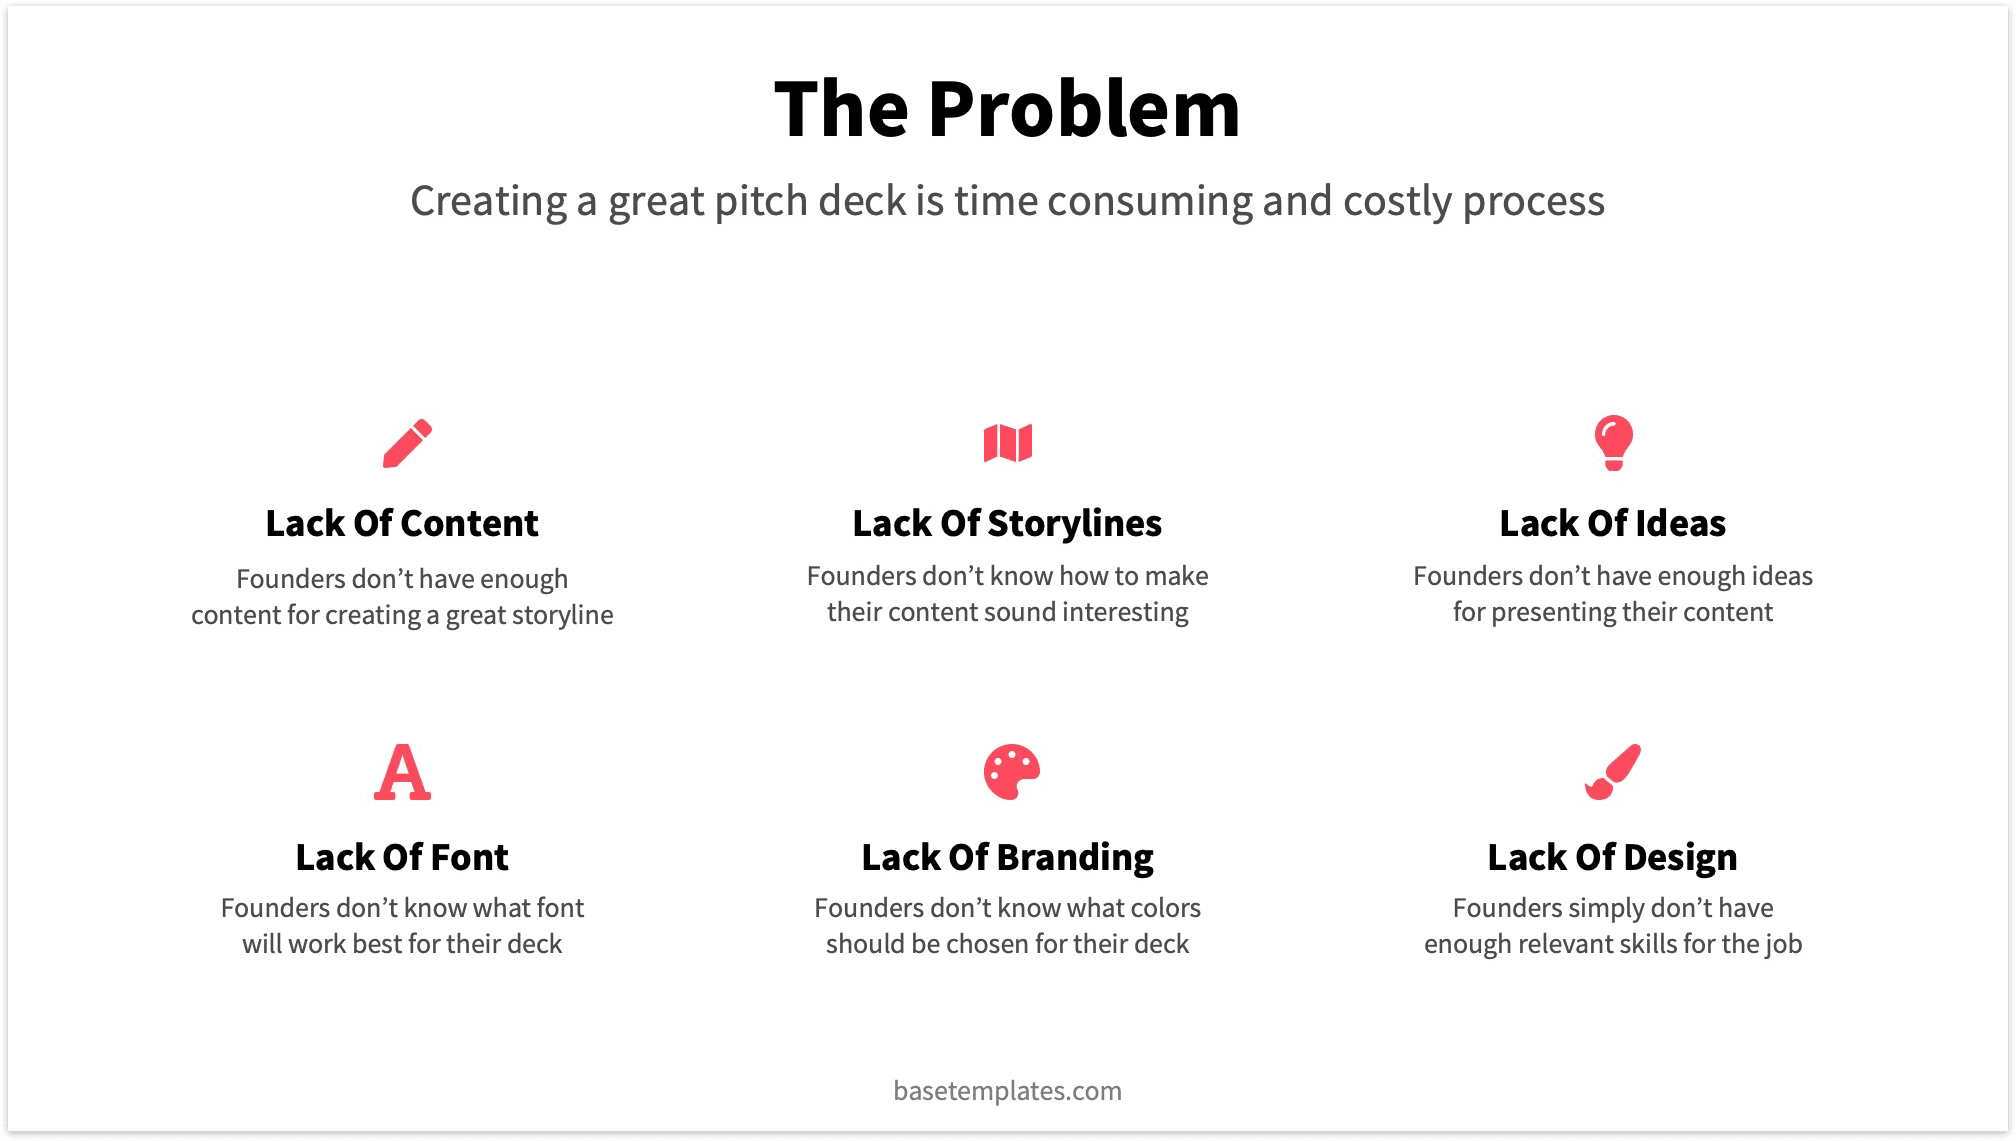 The Problem
Creating a great pitch deck is time consuming and costly process
Lack Of Content
Founders don’t have enough
content for creating a great storyline
Lack Of Storylines
Founders don’t know how to make
their content sound interesting
Lack Of Ideas
Founders don’t have enough ideas
for presenting their content
A
Lack Of Font
Founders don’t know what font
will work best for their deck
Lack Of Branding
Founders don’t know what colors
should be chosen for their deck
Lack Of Design
Founders simply don’t have
enough relevant skills for the job
basetemplates.com